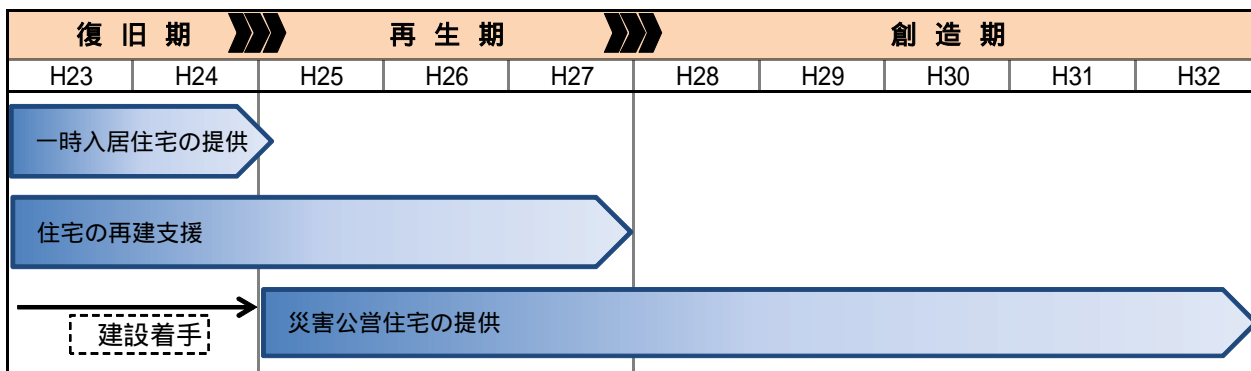 復旧期 再生期 創造期
H23 H24 H25 H26 H27 H28 H29 H30 H31 H32
一時入居住宅の提供
住宅の再建支援
建設着手
災害公営住宅の提供